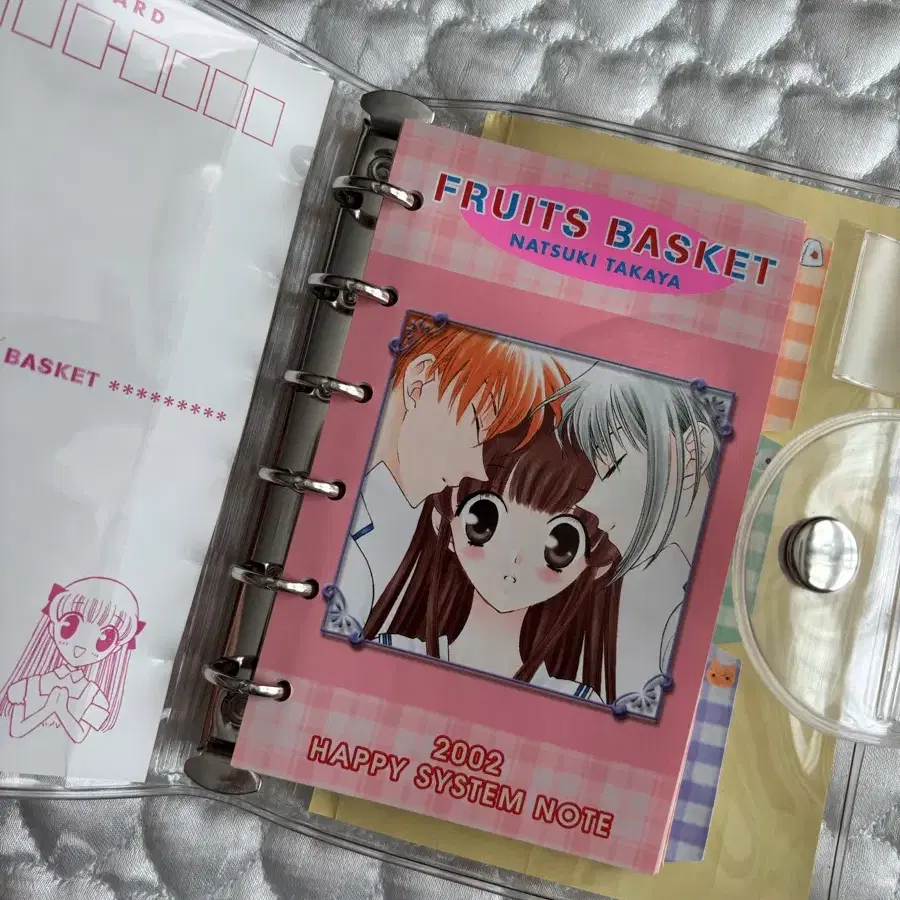 ARD
BASKET *********
FRUITS BASKET
NATSUKI TAKAYA
2002
HAPPY SYSTEM NOTE